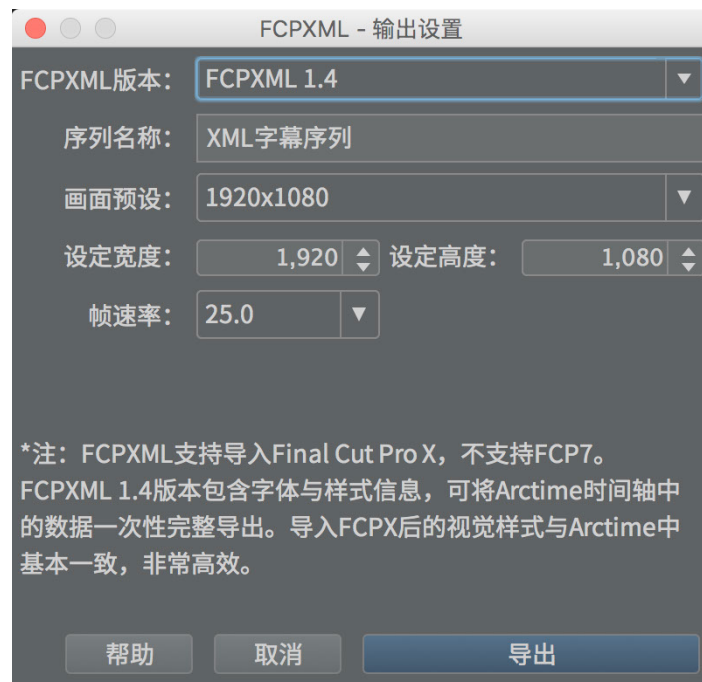 FCPXML - 输出设置
FCPXML版本： FCPXML 1.4
序列名称： XML字幕序列
画面预设： 1920x1080
设定宽度： 1,920 设定高度： 1,080
帧速率： 25.0
*注：FCPXML支持导入Final Cut Pro X，不支持FCP7。
FCPXML 1.4版本包含字体与样式信息，可将Arctime时间轴中
的数据一次性完整导出。导入FCPX后的视觉样式与Arctime中
基本一致，非常高效。
帮助 取消 导出